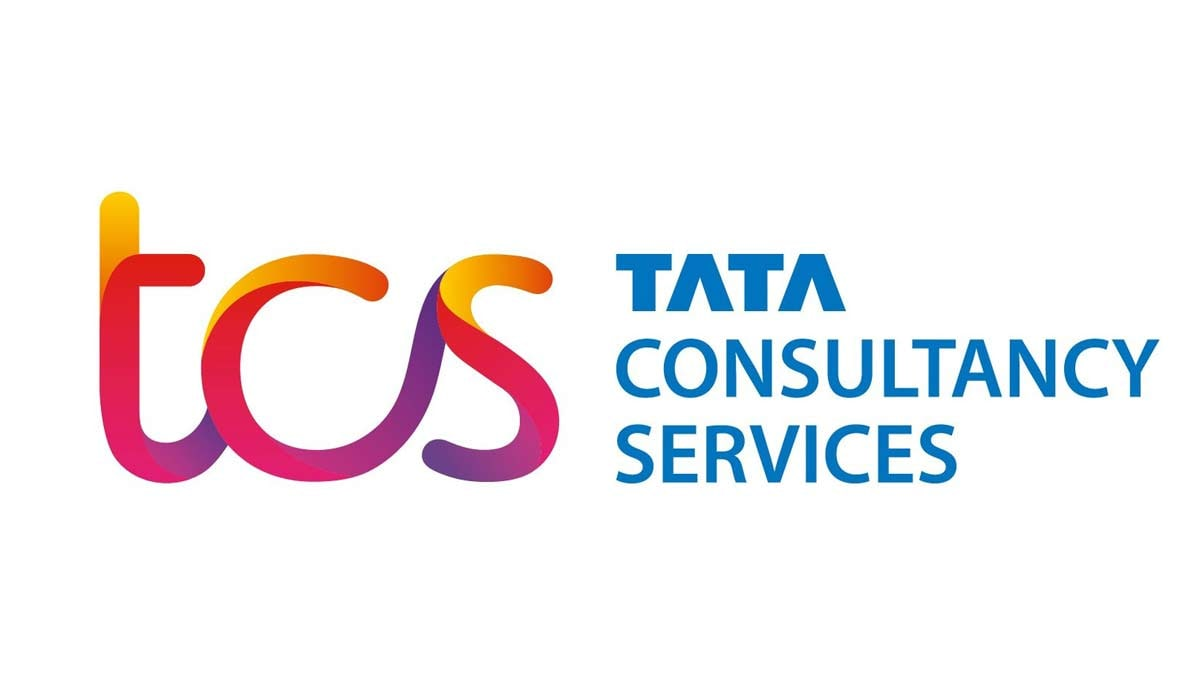 tcs
TATA
CONSULTANCY
SERVICES